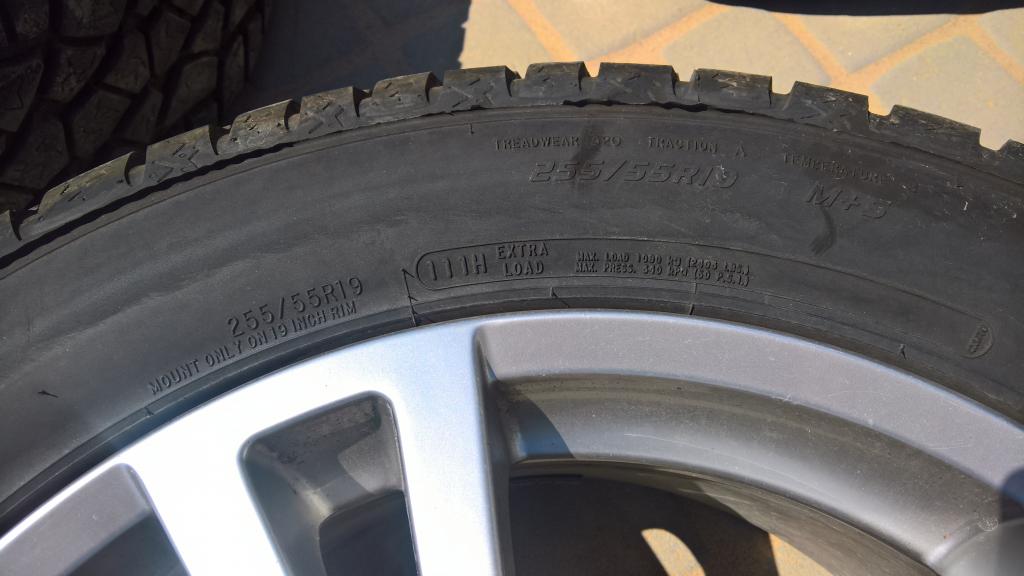 TREADWEAR 520 TRACTION A TEMPERATURE
255/55R19 M+S
111H EXTRA LOAD
MAX. LOAD 1090 KG (2403 LBS.)
MAX. PRESS. 340 KPA (50 P.S.I.)
255/55R19
MOUNT ONLY ON 19 INCH RIM